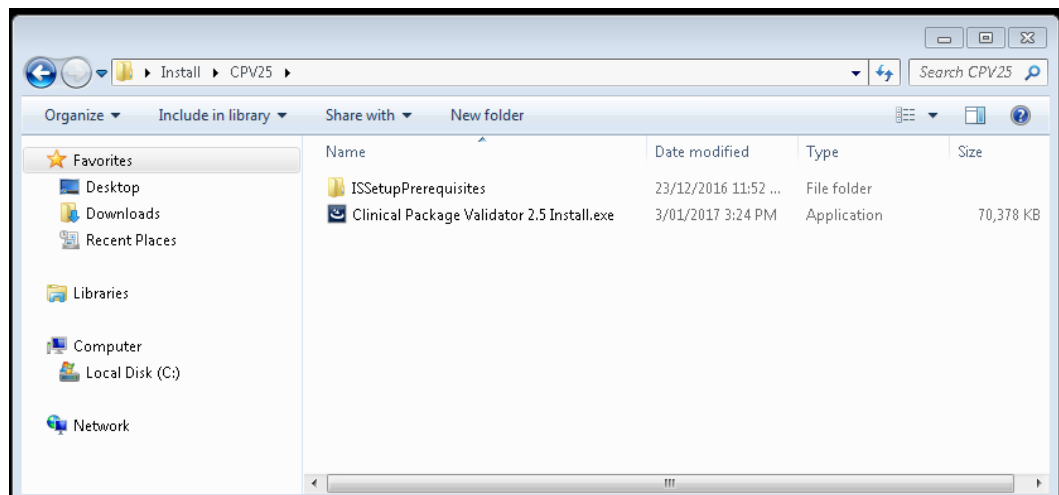 Install CPV25
Search CPV25
Organize Include in library Share with New folder
Name Date modified Type Size
Favorites
Desktop
Downloads
Recent Places
Libraries
Computer
Local Disk (C:)
Network
ISSetupPrerequisites 23/12/2016 11:52 ... File folder
Clinical Package Validator 2.5 Install.exe 3/01/2017 3:24 PM Application 70,378 KB